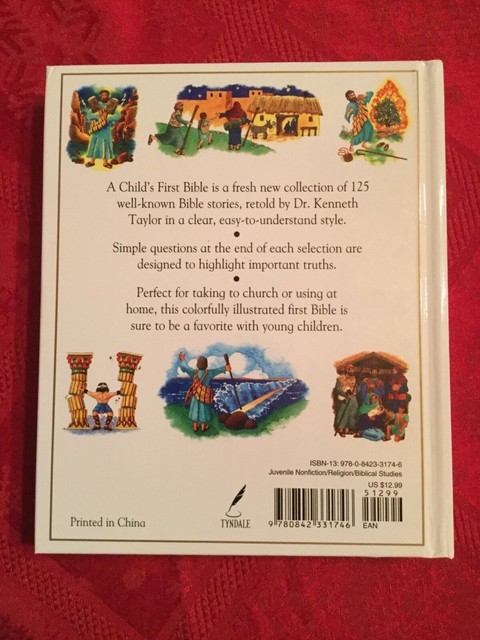 A Child's First Bible is a fresh new collection of 125
well-known Bible stories, retold by Dr. Kenneth
Taylor in a clear, easy-to-understand style.
•
Simple questions at the end of each selection are
designed to highlight important truths.
•
Perfect for taking to church or using at
home, this colorfully illustrated first Bible is
sure to be a favorite with young children.
ISBN-13: 978-0-8423-3174-6
Juvenile Nonfiction/Religion/Biblical Studies
US $12.99
51299
9 780842 331746
EAN
TYNDALE
Printed in China